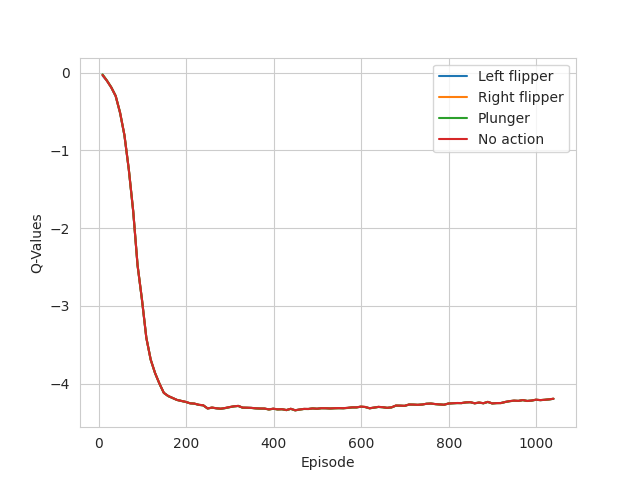 Left flipper
Right flipper
Plunger
No action
0
−1
−2
−3
−4
Q-Values
0 200 400 600 800 1000
Episode